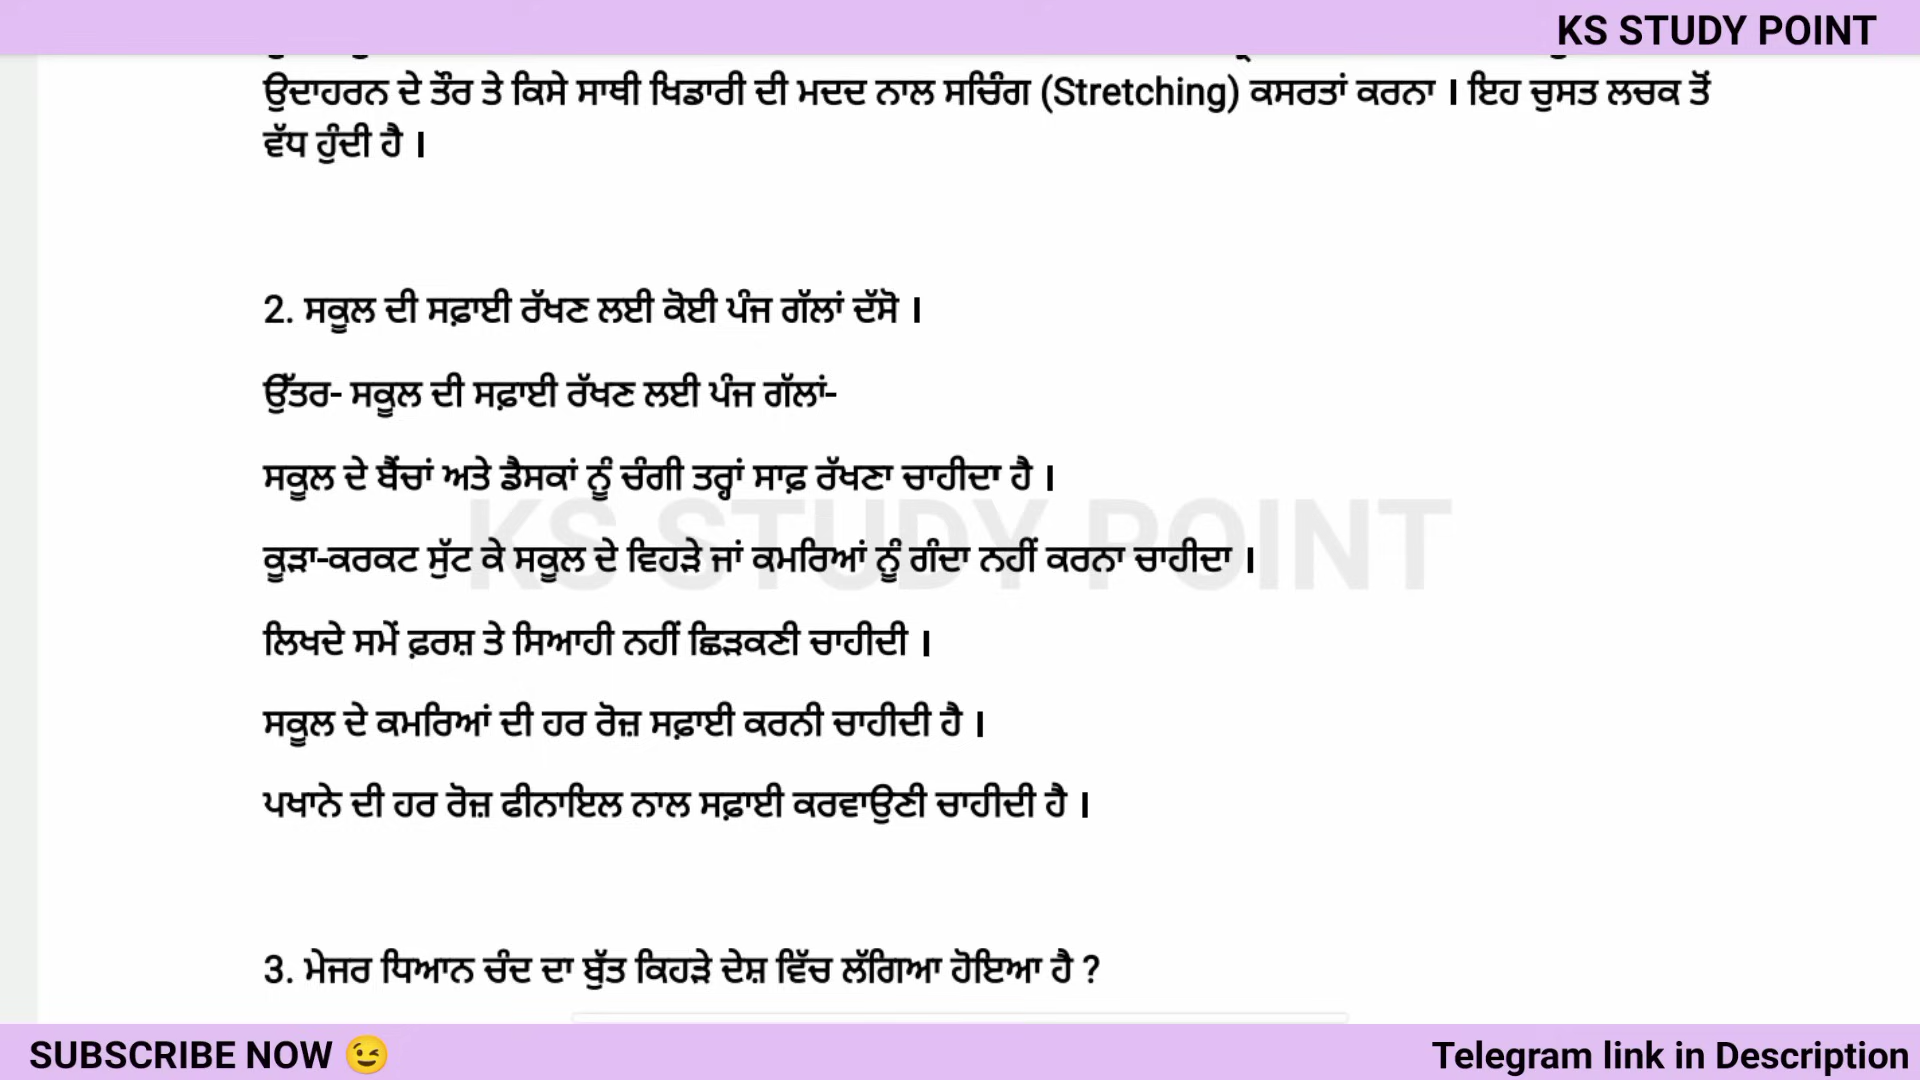 KS STUDY POINT
ਉਦਾਹਰਨ ਦੇ ਤੌਰ ਤੇ ਕਿਸੇ ਸਾਥੀ ਖਿਡਾਰੀ ਦੀ ਮਦਦ ਨਾਲ ਸਚਿੰਗ (Stretching) ਕਸਰਤਾਂ ਕਰਨਾ । ਇਹ ਚੁਸਤ ਲਚਕ ਤੋਂ
ਵੱਧ ਹੁੰਦੀ ਹੈ ।
2. ਸਕੂਲ ਦੀ ਸਫ਼ਾਈ ਰੱਖਣ ਲਈ ਕੋਈ ਪੰਜ ਗੱਲਾਂ ਦੱਸੋ ।
ਉੱਤਰ- ਸਕੂਲ ਦੀ ਸਫ਼ਾਈ ਰੱਖਣ ਲਈ ਪੰਜ ਗੱਲਾਂ-
ਸਕੂਲ ਦੇ ਬੈਂਚਾਂ ਅਤੇ ਡੈਸਕਾਂ ਨੂੰ ਚੰਗੀ ਤਰ੍ਹਾਂ ਸਾਫ਼ ਰੱਖਣਾ ਚਾਹੀਦਾ ਹੈ ।
KS STUDY POINT
ਕੂੜਾ-ਕਰਕਟ ਸੁੱਟ ਕੇ ਸਕੂਲ ਦੇ ਵਿਹੜੇ ਜਾਂ ਕਮਰਿਆਂ ਨੂੰ ਗੰਦਾ ਨਹੀਂ ਕਰਨਾ ਚਾਹੀਦਾ ।
ਲਿਖਦੇ ਸਮੇਂ ਫ਼ਰਸ਼ ਤੇ ਸਿਆਹੀ ਨਹੀਂ ਛਿੜਕਣੀ ਚਾਹੀਦੀ ।
ਸਕੂਲ ਦੇ ਕਮਰਿਆਂ ਦੀ ਹਰ ਰੋਜ਼ ਸਫ਼ਾਈ ਕਰਨੀ ਚਾਹੀਦੀ ਹੈ ।
ਪਖਾਨੇ ਦੀ ਹਰ ਰੋਜ਼ ਫੀਨਾਇਲ ਨਾਲ ਸਫ਼ਾਈ ਕਰਵਾਉਣੀ ਚਾਹੀਦੀ ਹੈ ।
3. ਮੇਜਰ ਧਿਆਨ ਚੰਦ ਦਾ ਬੁੱਤ ਕਿਹੜੇ ਦੇਸ਼ ਵਿੱਚ ਲੱਗਿਆ ਹੋਇਆ ਹੈ ?
SUBSCRIBE NOW 😉
Telegram link in Description